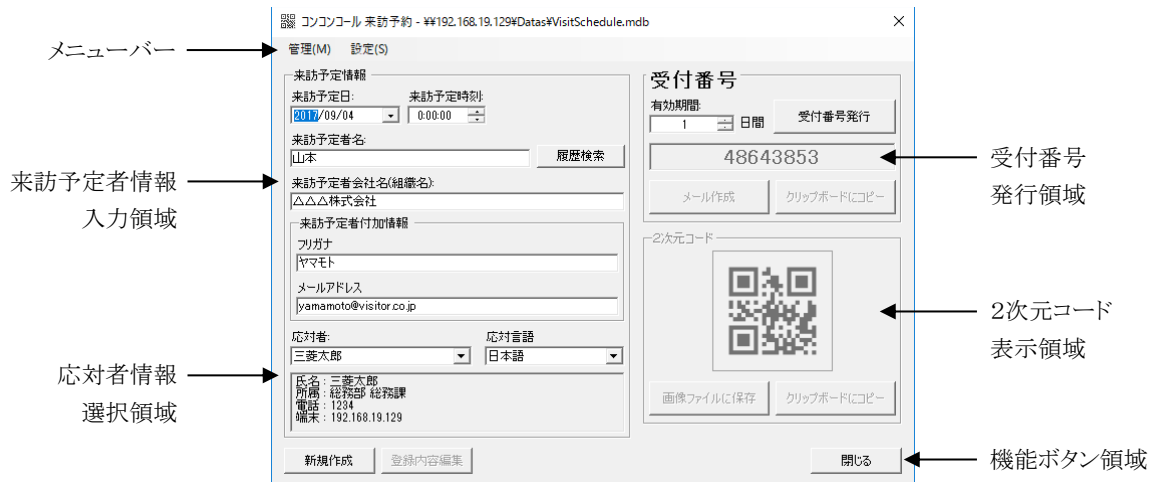 コンコンコール 来訪予約 - ¥¥192.168.19.129¥Datas¥VisitSchedule.mdb
メニューバー
管理(M) 設定(S)
来訪予定情報
来訪予定日: 来訪予定時刻:
2017/09/04 0:00:00
来訪予定者名:
山本 履歴検索
来訪予定者情報
入力領域
来訪予定者会社名(組織名):
△△△株式会社
来訪予定者付加情報
フリガナ
ヤマモト
メールアドレス
yamamoto@visitor.co.jp
応対者: 応対言語
三菱太郎 日本語
応対者情報
選択領域
氏名 : 三菱太郎
所属 : 総務部 総務課
電話 : 1234
端末 : 192.168.19.129
新規作成 登録内容編集
受付番号
有効期間:
1 日間 受付番号発行
48643853
メール作成 クリップボードにコピー
受付番号
発行領域
2次元コード
2次元コード
表示領域
画像ファイルに保存 クリップボードにコピー
閉じる
機能ボタン領域